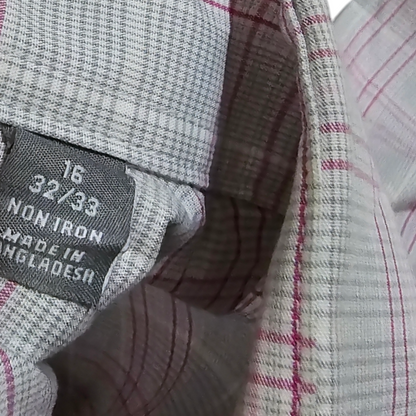 16
32/33
NON IRON
MADE IN
BANGLADESH